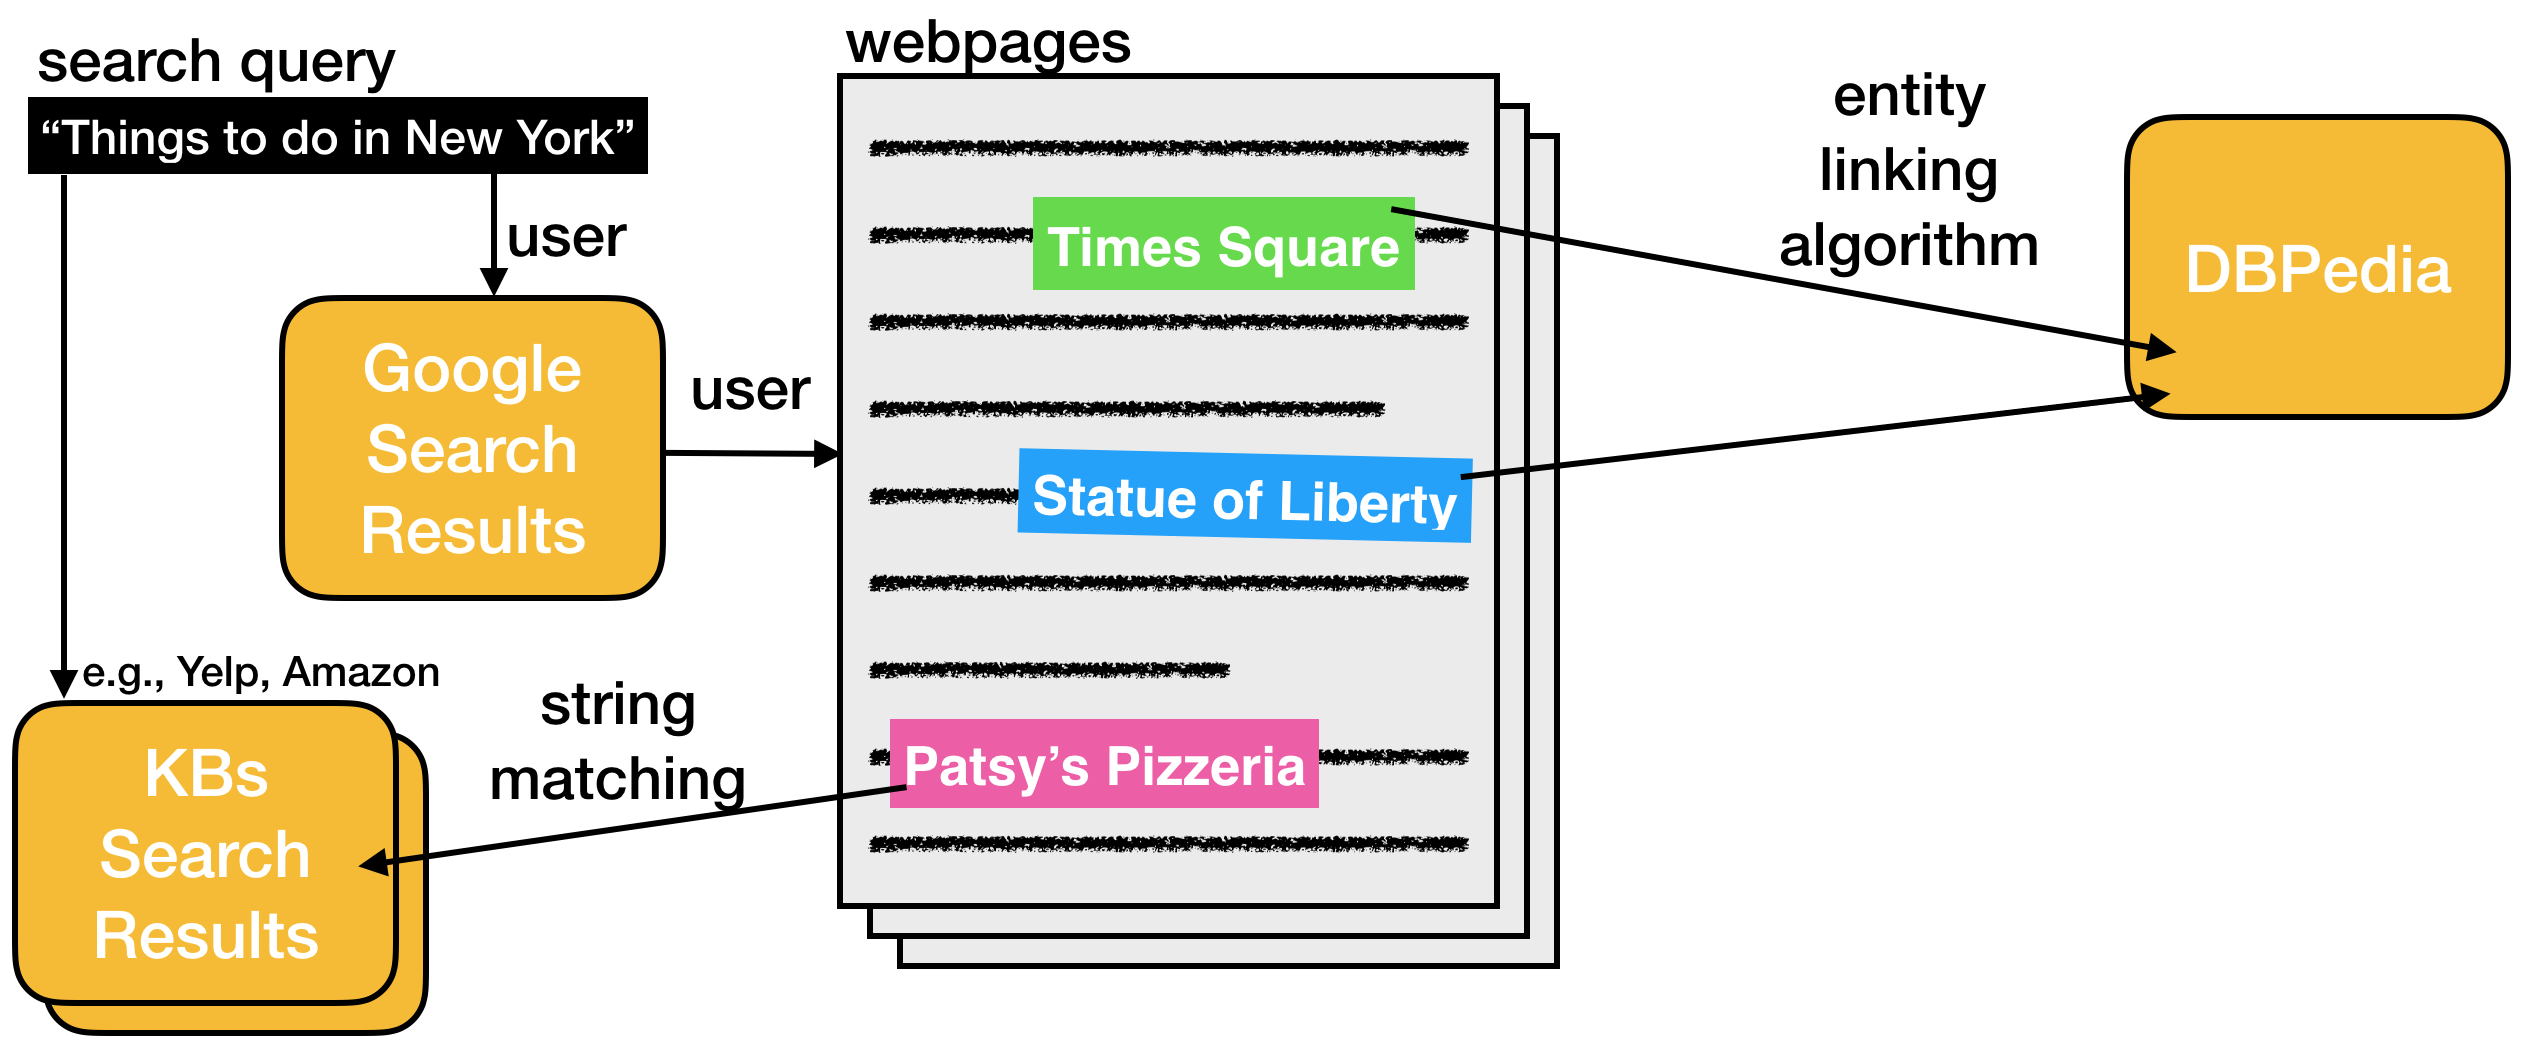 search query
“Things to do in New York”
user
Google
Search
Results
user
webpages
Times Square
Statue of Liberty
Patsy’s Pizzeria
entity
linking
algorithm
DBPedia
e.g., Yelp, Amazon
KBs
Search
Results
string
matching